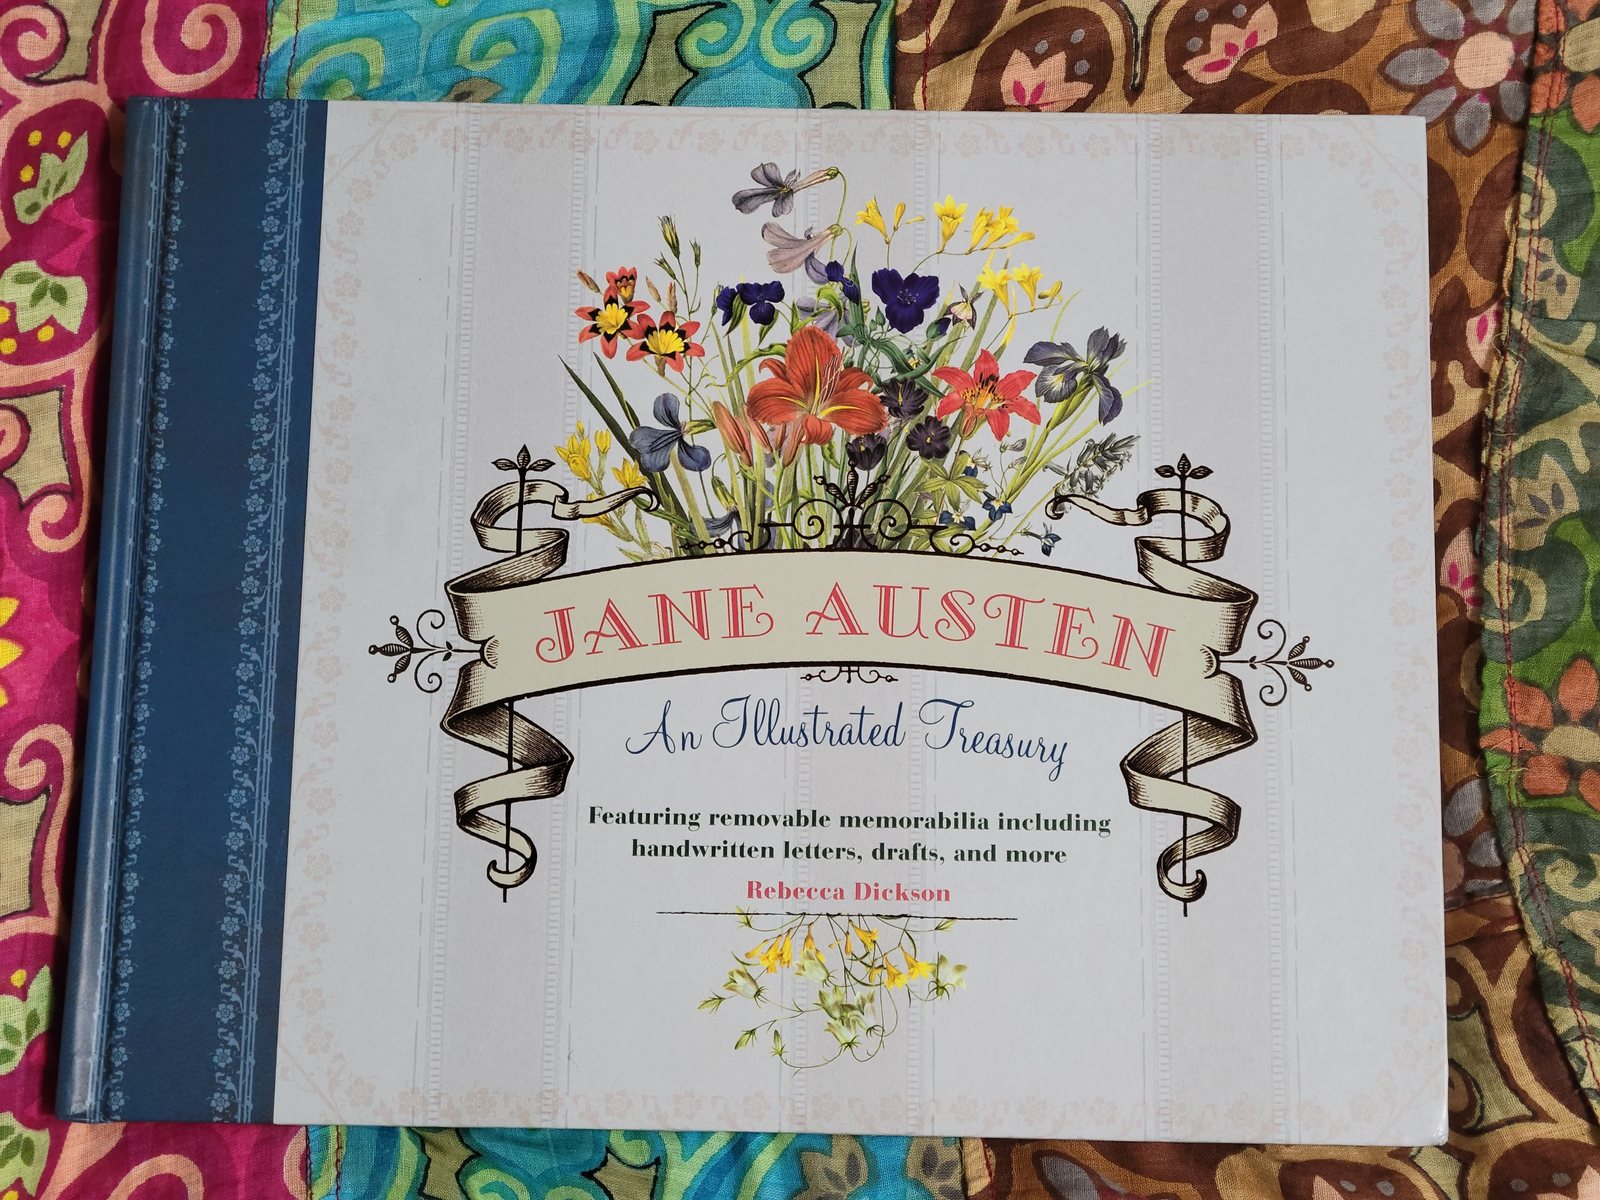 JANE AUSTEN
An Illustrated Treasury
Featuring removable memorabilia including
handwritten letters, drafts, and more
Rebecca Dickson